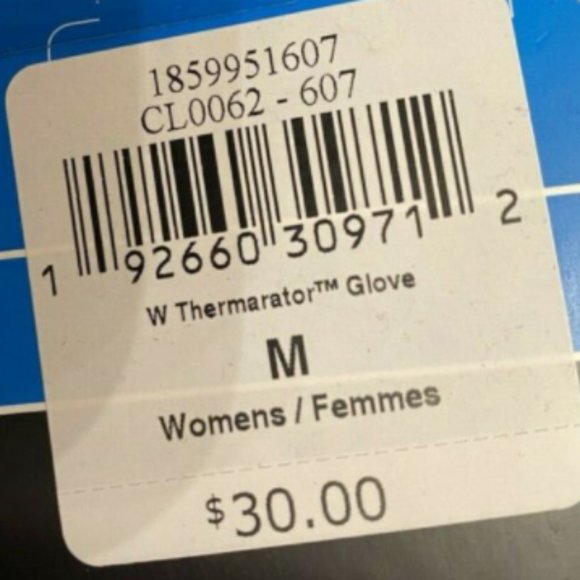 1859951607
CL0062 - 607
1 92660 30971 2
W Thermarator™ Glove
M
Womens / Femmes
$30.00